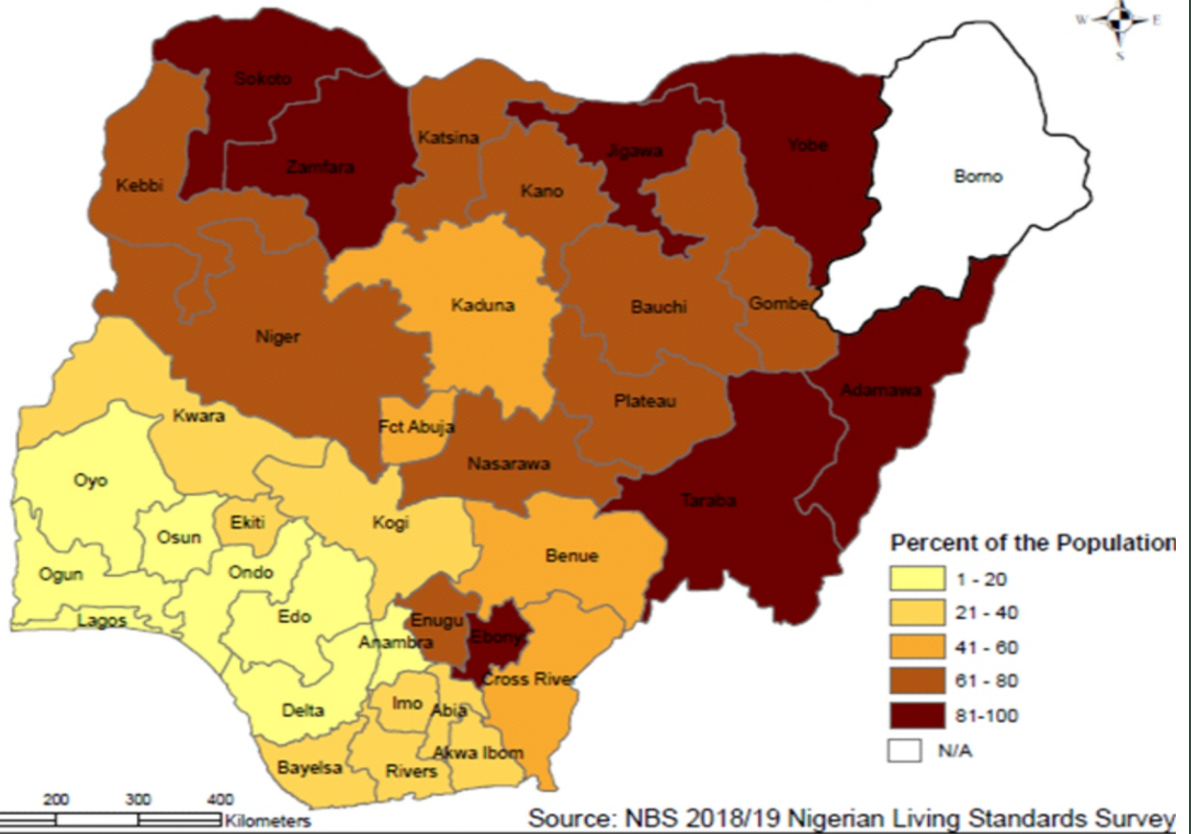 W E
S
Sokoto
Zamfara
Katsina
Jigawa
Yobe
Borno
Kebbi
Kano
Kaduna
Bauchi
Gombe
Niger
Plateau
Adamawa
Kwara
Fct Abuja
Nasarawa
Taraba
Oyo
Osun
Ekiti
Kogi
Benue
Ogun
Ondo
Lagos
Edo
Enugu
Anambra
Ebony
Cross River
Delta
Imo
Abia
Akwa Ibom
Bayelsa
Rivers
Percent of the Population
1 - 20
21 - 40
41 - 60
61 - 80
81-100
N/A
200 400
Kilometers
Source: NBS 2018/19 Nigerian Living Standards Survey